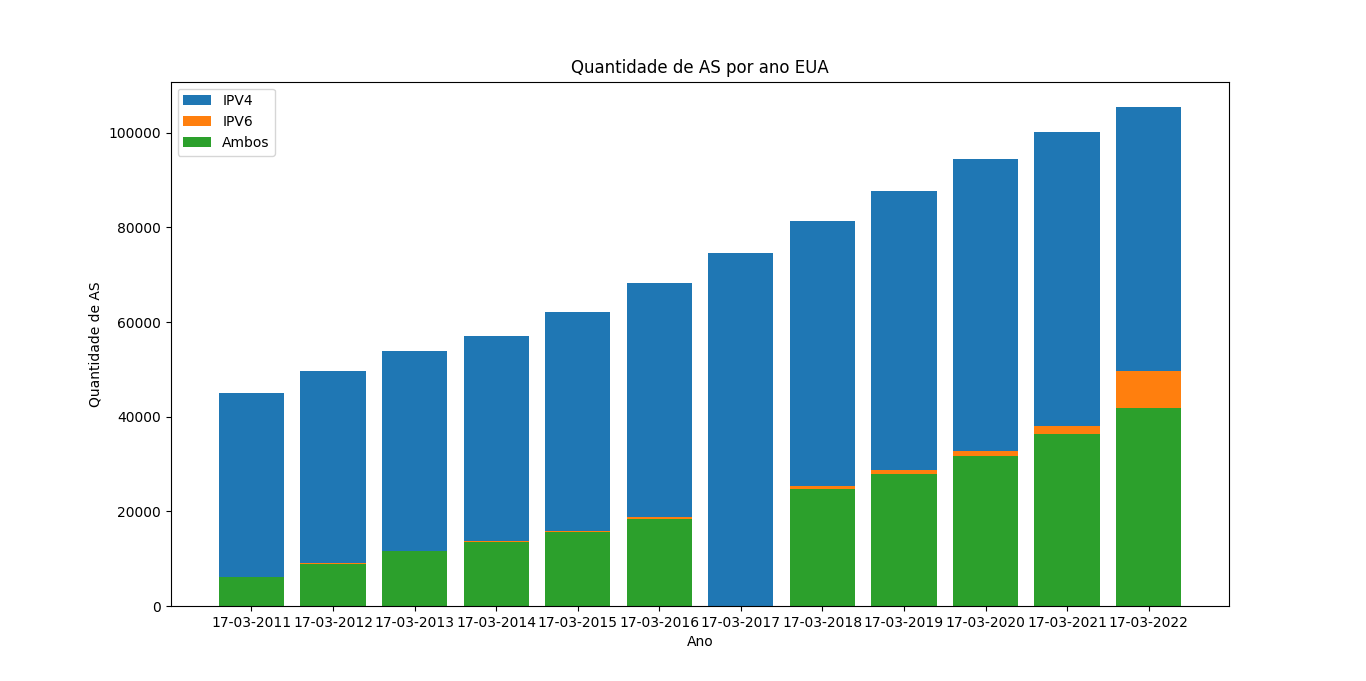 Quantidade de AS por ano EUA
IPV4
IPV6
Ambos
Quantidade de AS
100000
80000
60000
40000
20000
0
17-03-2011 17-03-2012 17-03-2013 17-03-2014 17-03-2015 17-03-2016 17-03-2017 17-03-2018 17-03-2019 17-03-2020 17-03-2021 17-03-2022
Ano